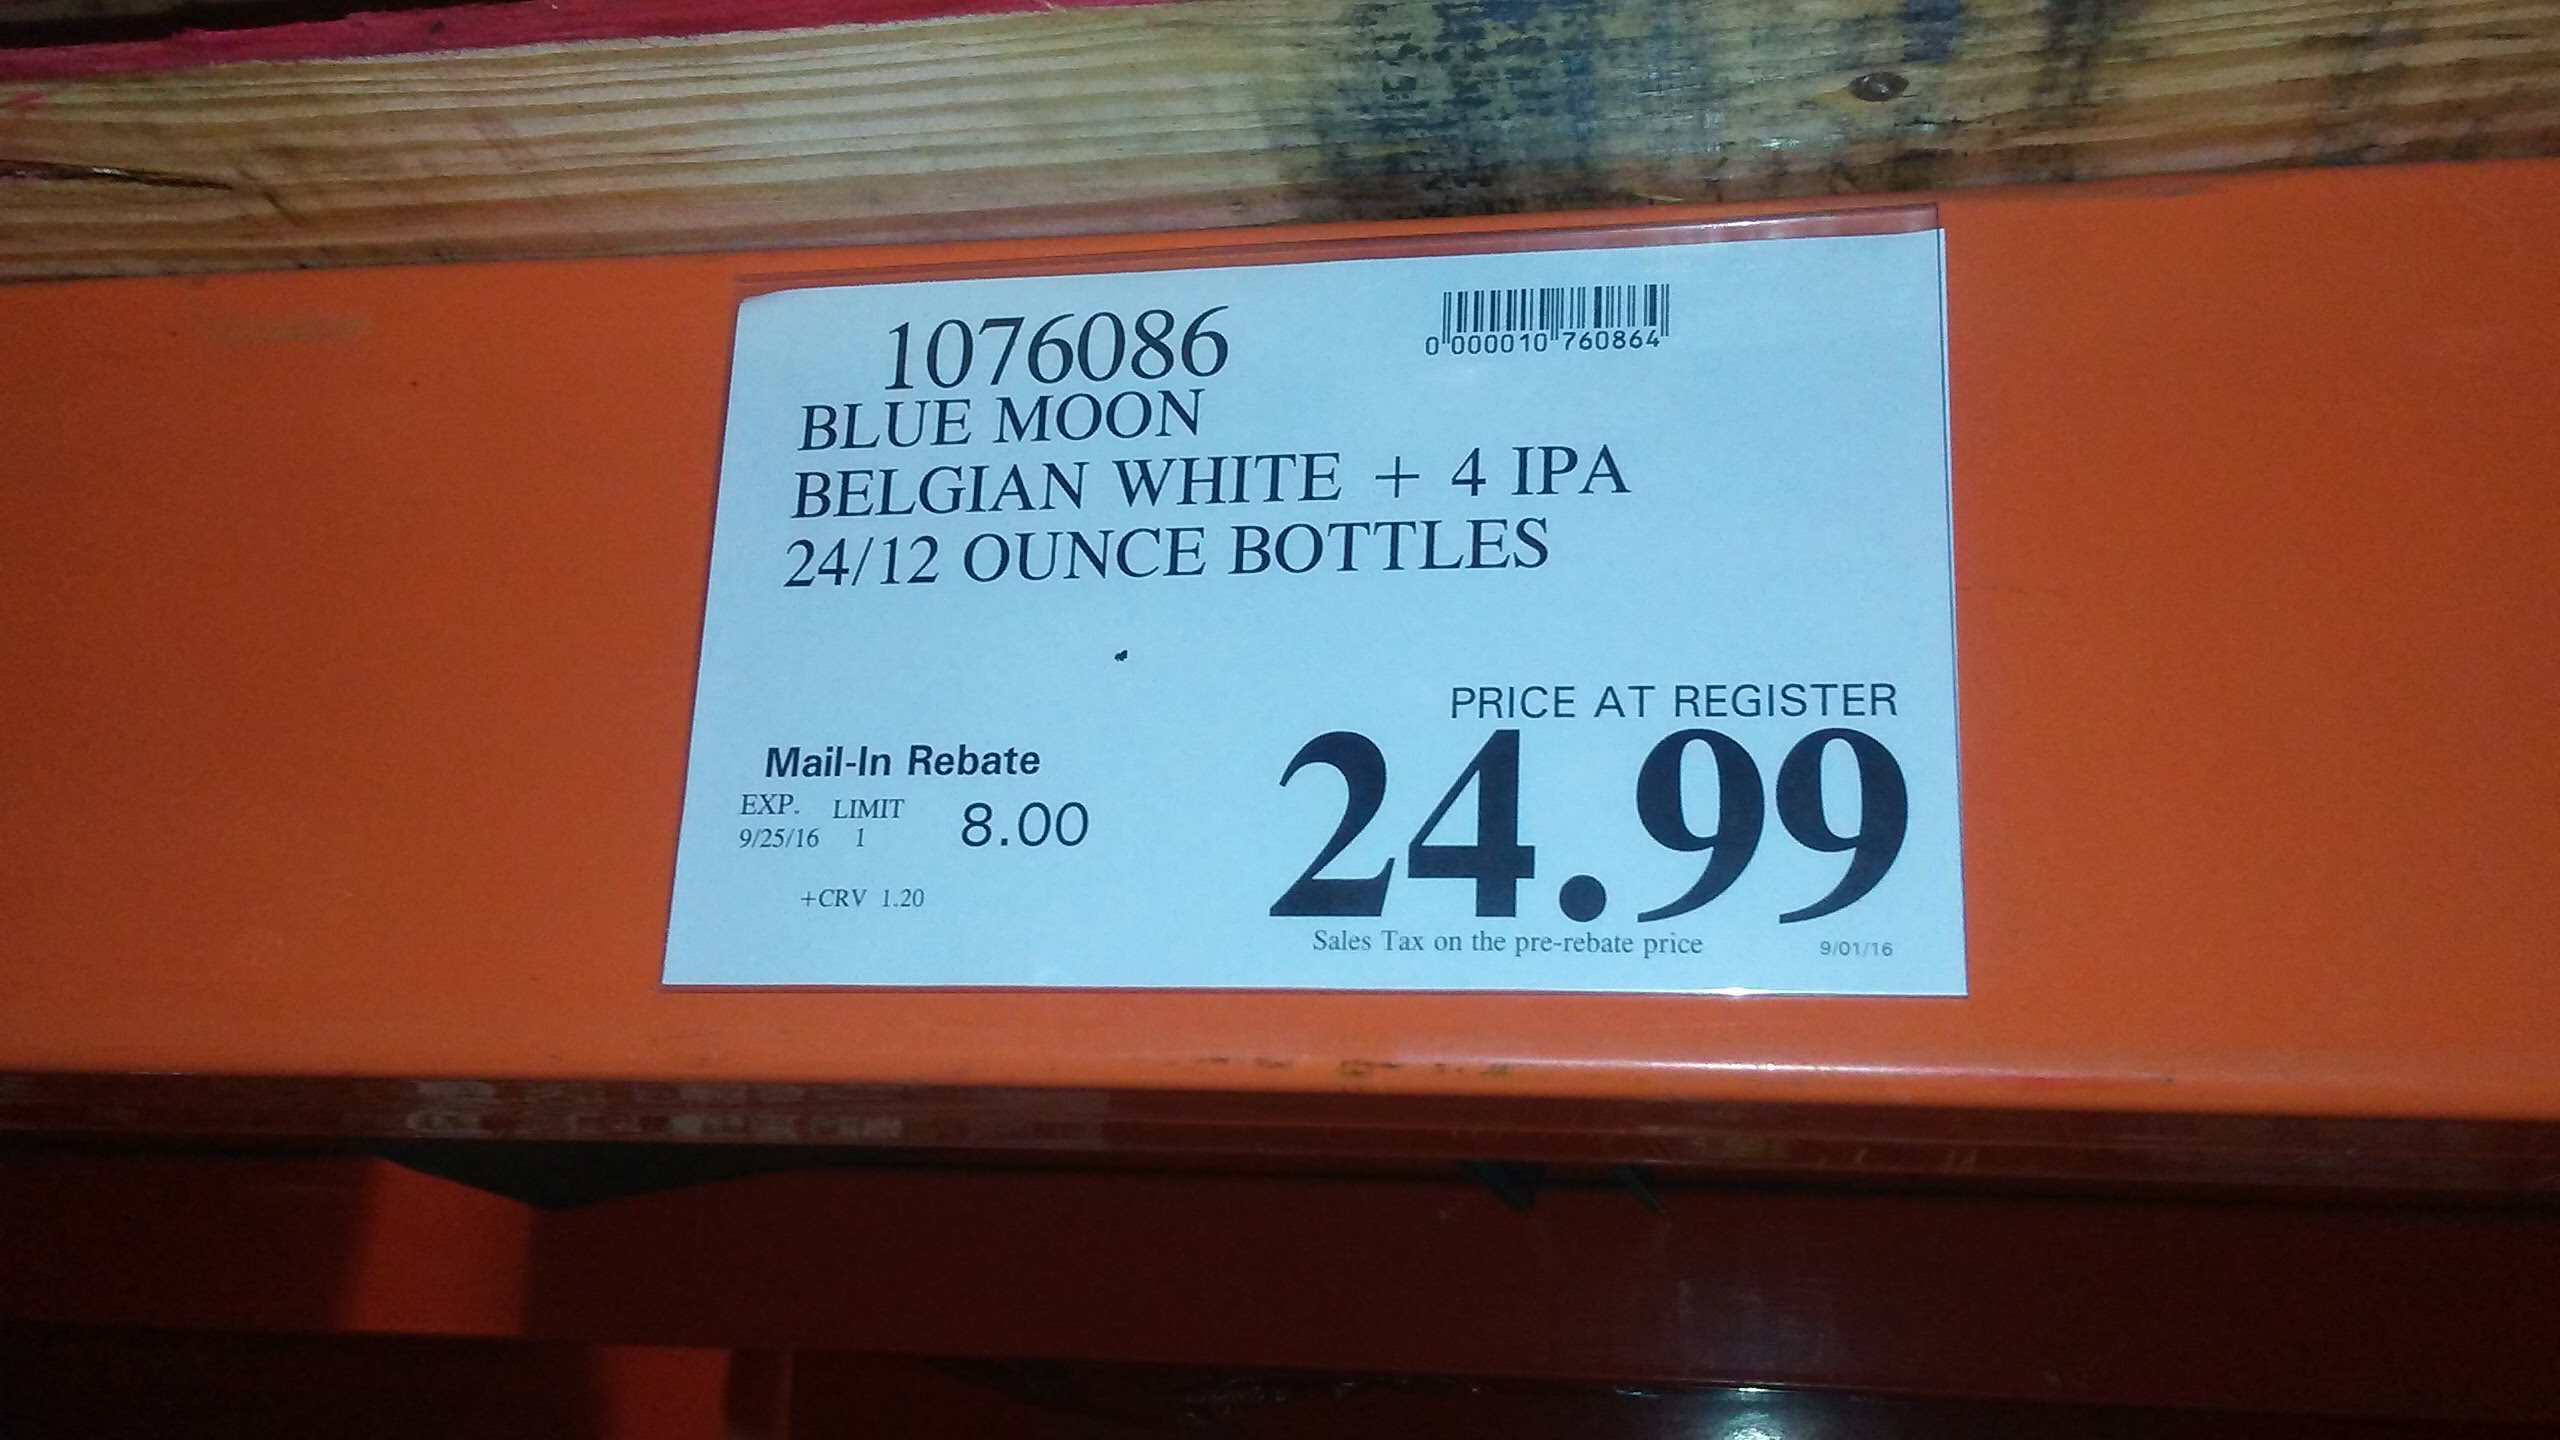 1076086
0 000010 760864
BLUE MOON
BELGIAN WHITE + 4 IPA
24/12 OUNCE BOTTLES
PRICE AT REGISTER
24.99
Mail-In Rebate
EXP. LIMIT
9/25/16 1 8.00
+CRV 1.20
Sales Tax on the pre-rebate price
9/01/16